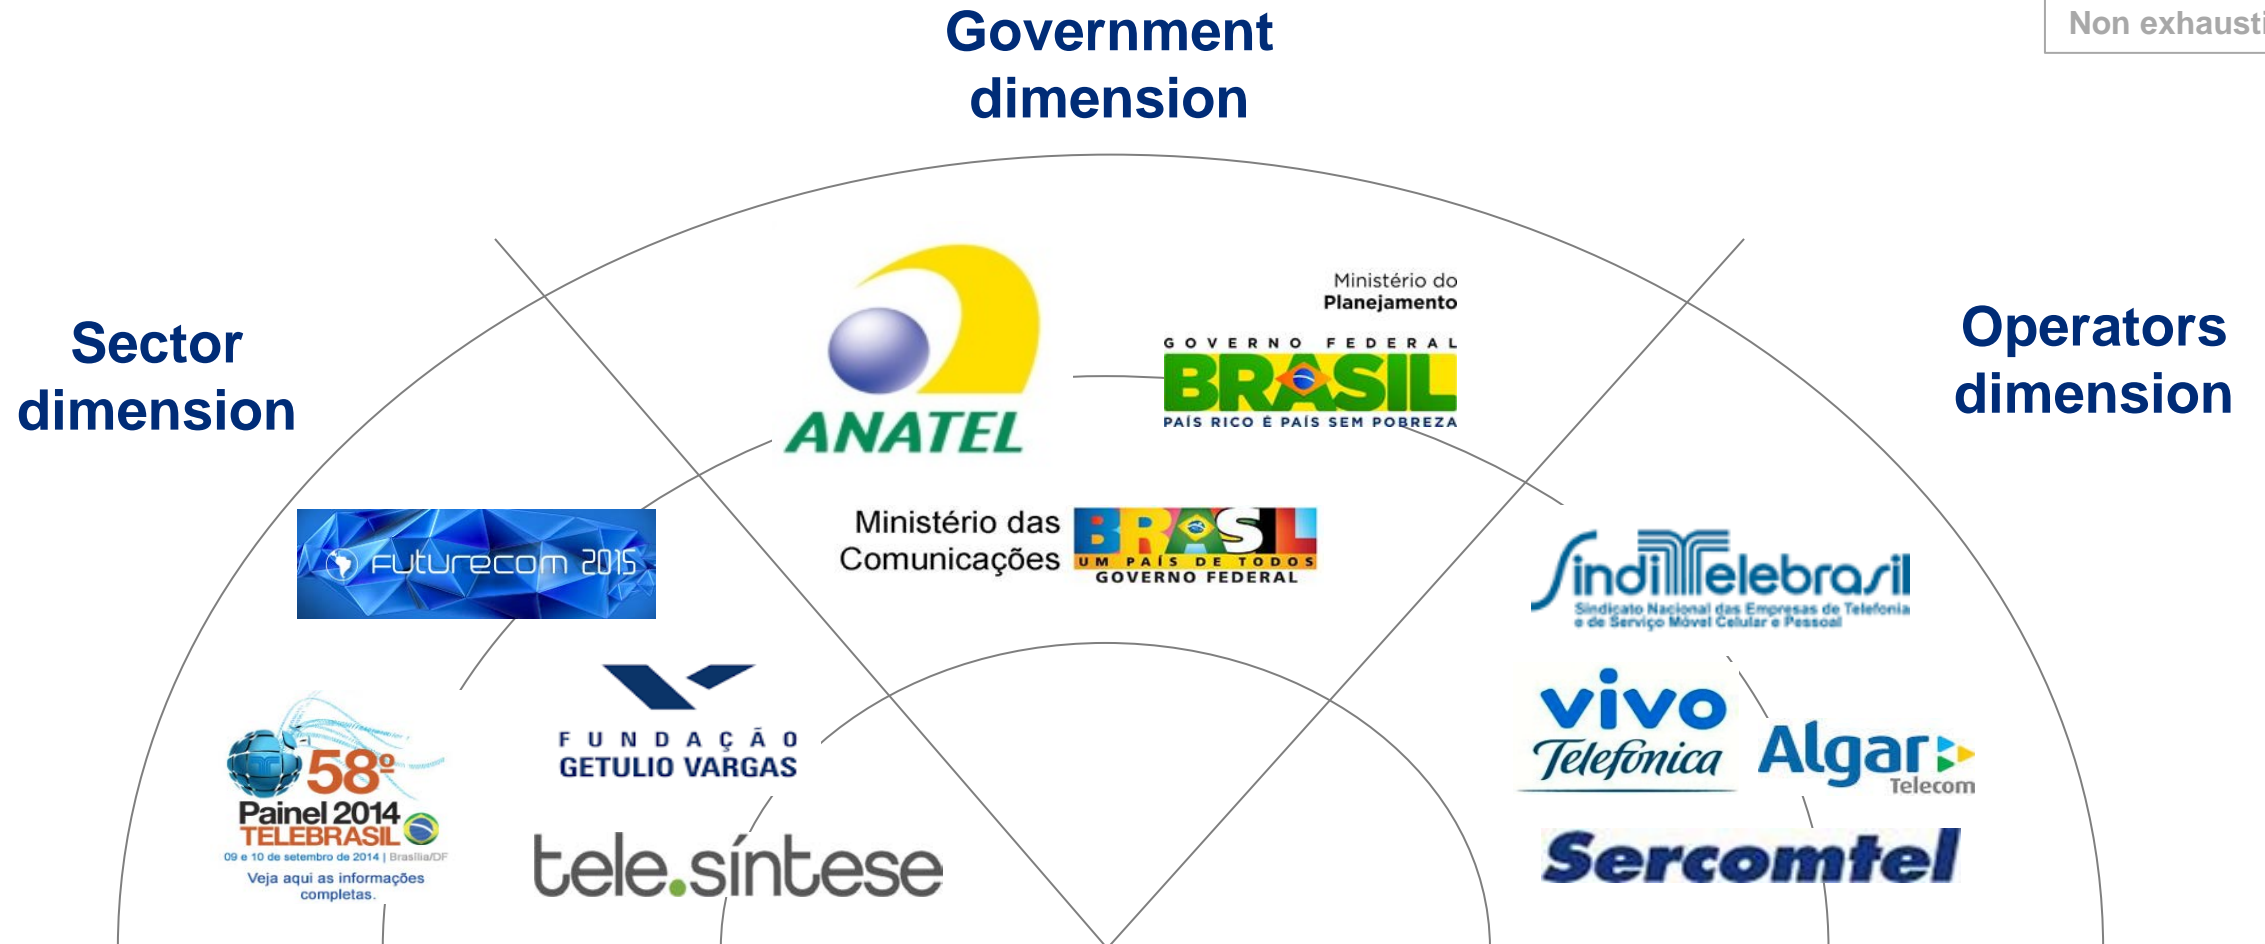 Government
dimension
Non exhausti
Sector
dimension
Operators
dimension
ANATEL
Ministério do
Planejamento
GOVERNO FEDERAL
BRASIL
PAÍS RICO É PAÍS SEM POBREZA
Ministério das
Comunicações
BRASIL
UM PAÍS DE TODOS
GOVERNO FEDERAL
Futurecom 2015
58º
Painel 2014
TELEBRASIL
09 e 10 de setembro de 2014 | Brasília/DF
Veja aqui as informações
completas.
FUNDAÇÃO
GETULIO VARGAS
tele.síntese
SindiTelebrasil
Sindicato Nacional das Empresas de Telefonia
e de Serviço Móvel Celular e Pessoal
vivo
Telefónica
Algar
Telecom
Sercomtel